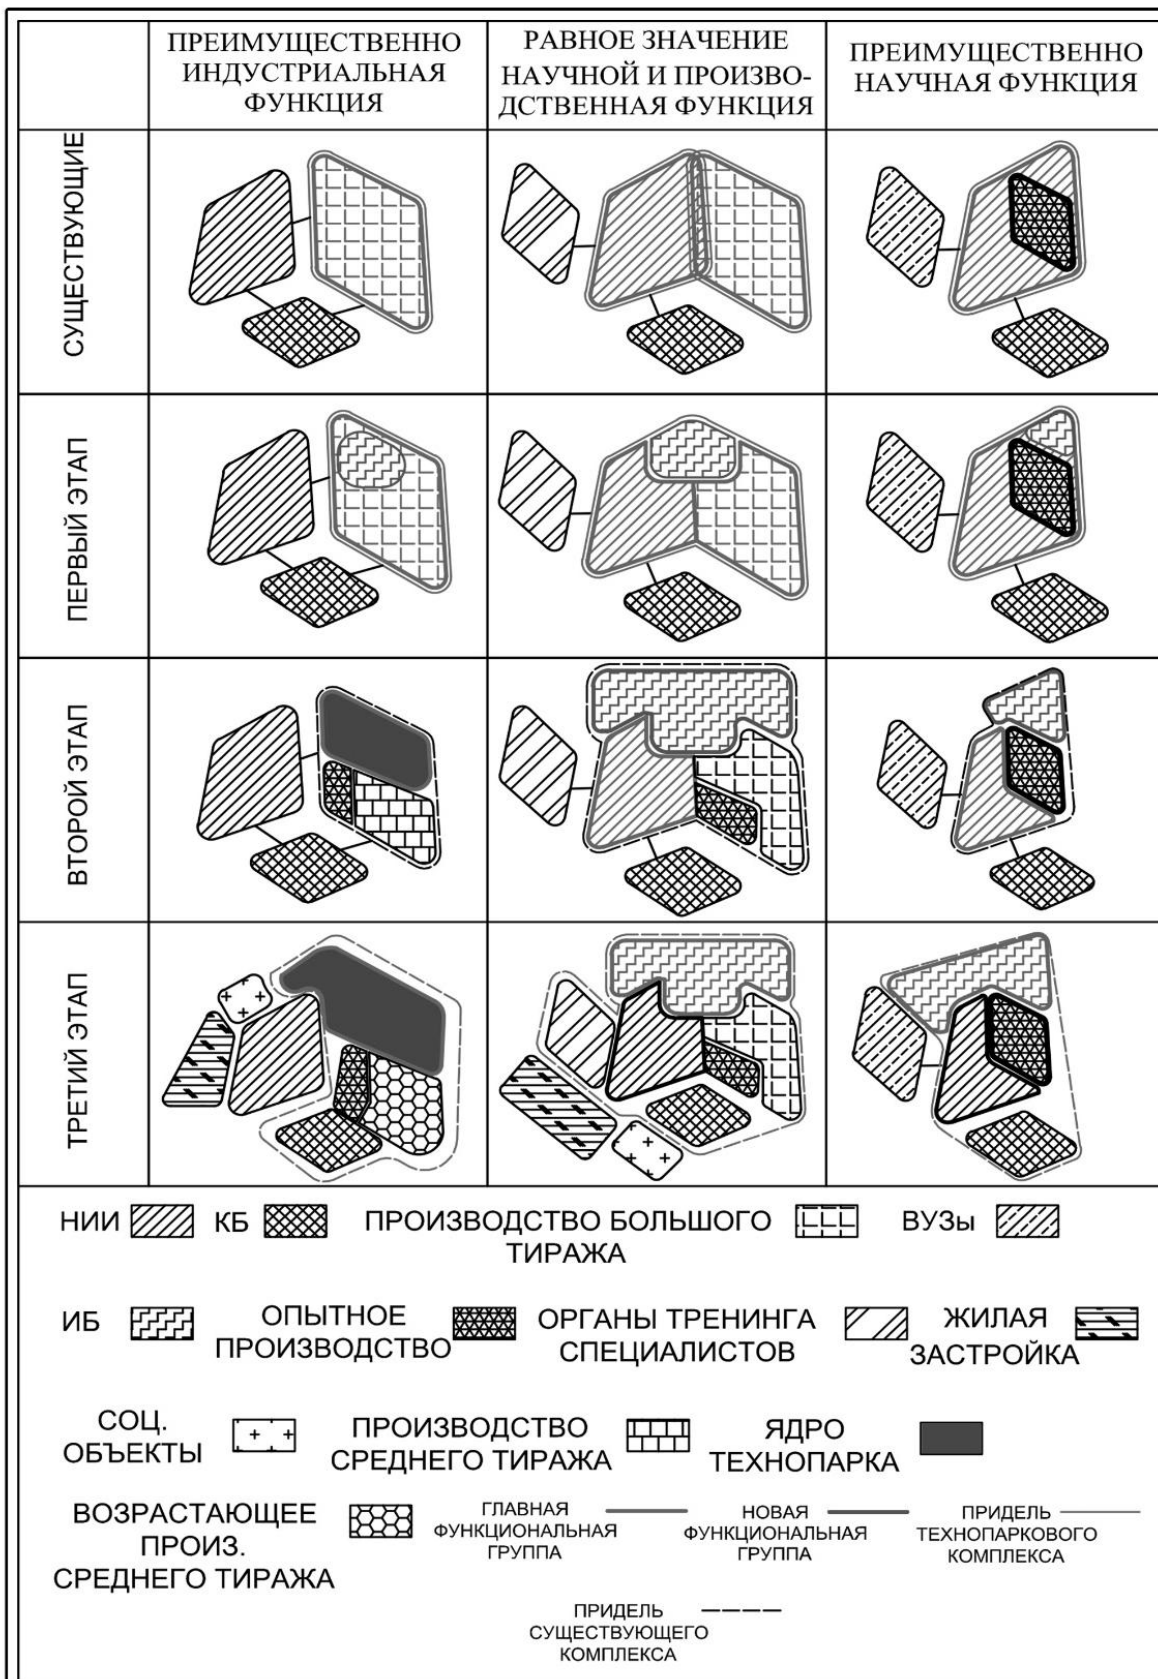 ПРЕИМУЩЕСТВЕННО
ИНДУСТРИАЛЬНАЯ
ФУНКЦИЯ
РАВНОЕ ЗНАЧЕНИЕ
НАУЧНОЙ И ПРОИЗВО-
ДСТВЕННАЯ ФУНКЦИЯ
ПРЕИМУЩЕСТВЕННО
НАУЧНАЯ ФУНКЦИЯ
СУЩЕСТВУЮЩИЕ
ПЕРВЫЙ ЭТАП
ВТОРОЙ ЭТАП
ТРЕТИЙ ЭТАП
НИИ
КБ
ПРОИЗВОДСТВО БОЛЬШОГО
ТИРАЖА
ВУЗы
ИБ
ОПЫТНОЕ
ПРОИЗВОДСТВО
ОРГАНЫ ТРЕНИНГА
СПЕЦИАЛИСТОВ
ЖИЛАЯ
ЗАСТРОЙКА
СОЦ.
ОБЪЕКТЫ
ПРОИЗВОДСТВО
СРЕДНЕГО ТИРАЖА
ЯДРО
ТЕХНОПАРКА
ВОЗРАСТАЮЩЕЕ
ПРОИЗ.
СРЕДНЕГО ТИРАЖА
ГЛАВНАЯ
ФУНКЦИОНАЛЬНАЯ
ГРУППА
НОВАЯ
ФУНКЦИОНАЛЬНАЯ
ГРУППА
ПРИДЕЛЬ
ТЕХНОПАРКОВОГО
КОМПЛЕКСА
ПРИДЕЛЬ
СУЩЕСТВУЮЩЕГО
КОМПЛЕКСА